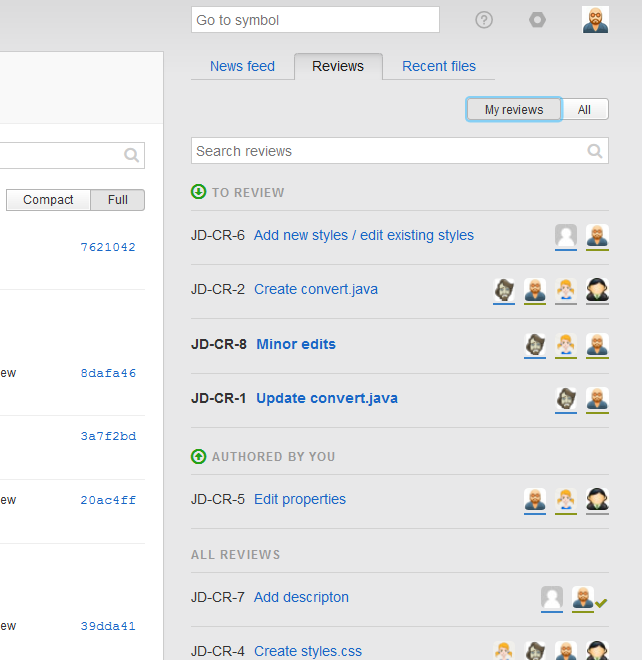 Go to symbol
?
News feed Reviews Recent files
My reviews All
Search reviews
Compact Full
TO REVIEW
7621042
JD-CR-6 Add new styles / edit existing styles
JD-CR-2 Create convert.java
JD-CR-8 Minor edits
ew 8dafa46
JD-CR-1 Update convert.java
3a7f2bd
AUTHORED BY YOU
ew 20ac4ff
JD-CR-5 Edit properties
ALL REVIEWS
JD-CR-7 Add descripton
ew 39dda41
JD-CR-4 Create styles.css